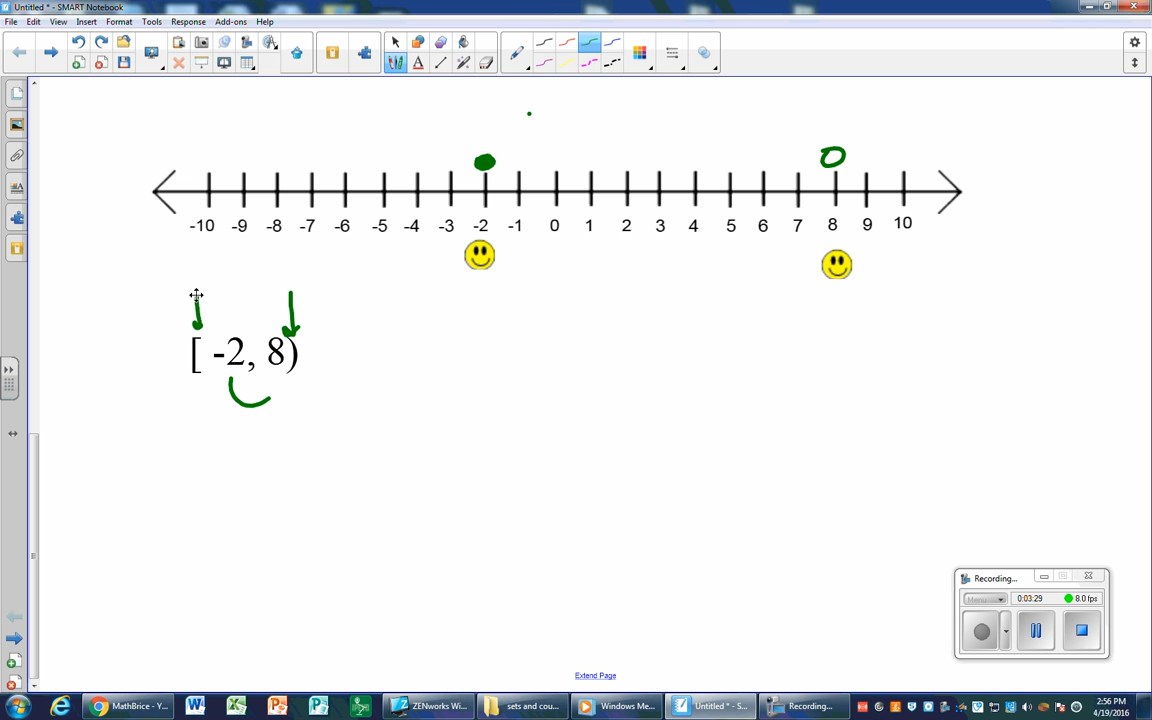 Untitled * - SMART Notebook
File Edit View Insert Format Tools Response Add-ons Help
-10 -9 -8 -7 -6 -5 -4 -3 -2 -1 0 1 2 3 4 5 6 7 8 9 10
[ -2, 8)
Recording...
Menu 0:03:29 8.0 fps
Extend Page
MathBrice - Y... ZENworks Wi... sets and cou... Windows Me... Untitled * - S... Recording... 2:56 PM
4/19/2016